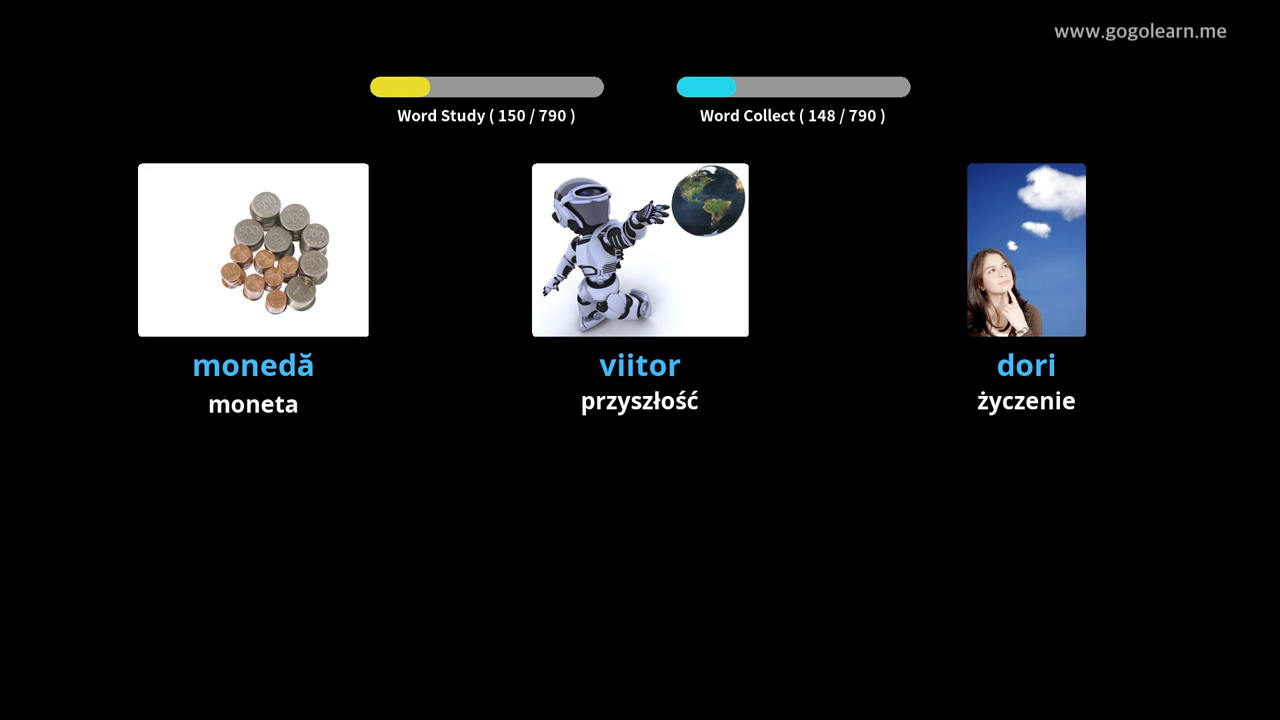 www.gogolearn.me
Word Study ( 150 / 790 )
Word Collect ( 148 / 790 )
monedă
viitor
dori
moneta
przyszłość
życzenie